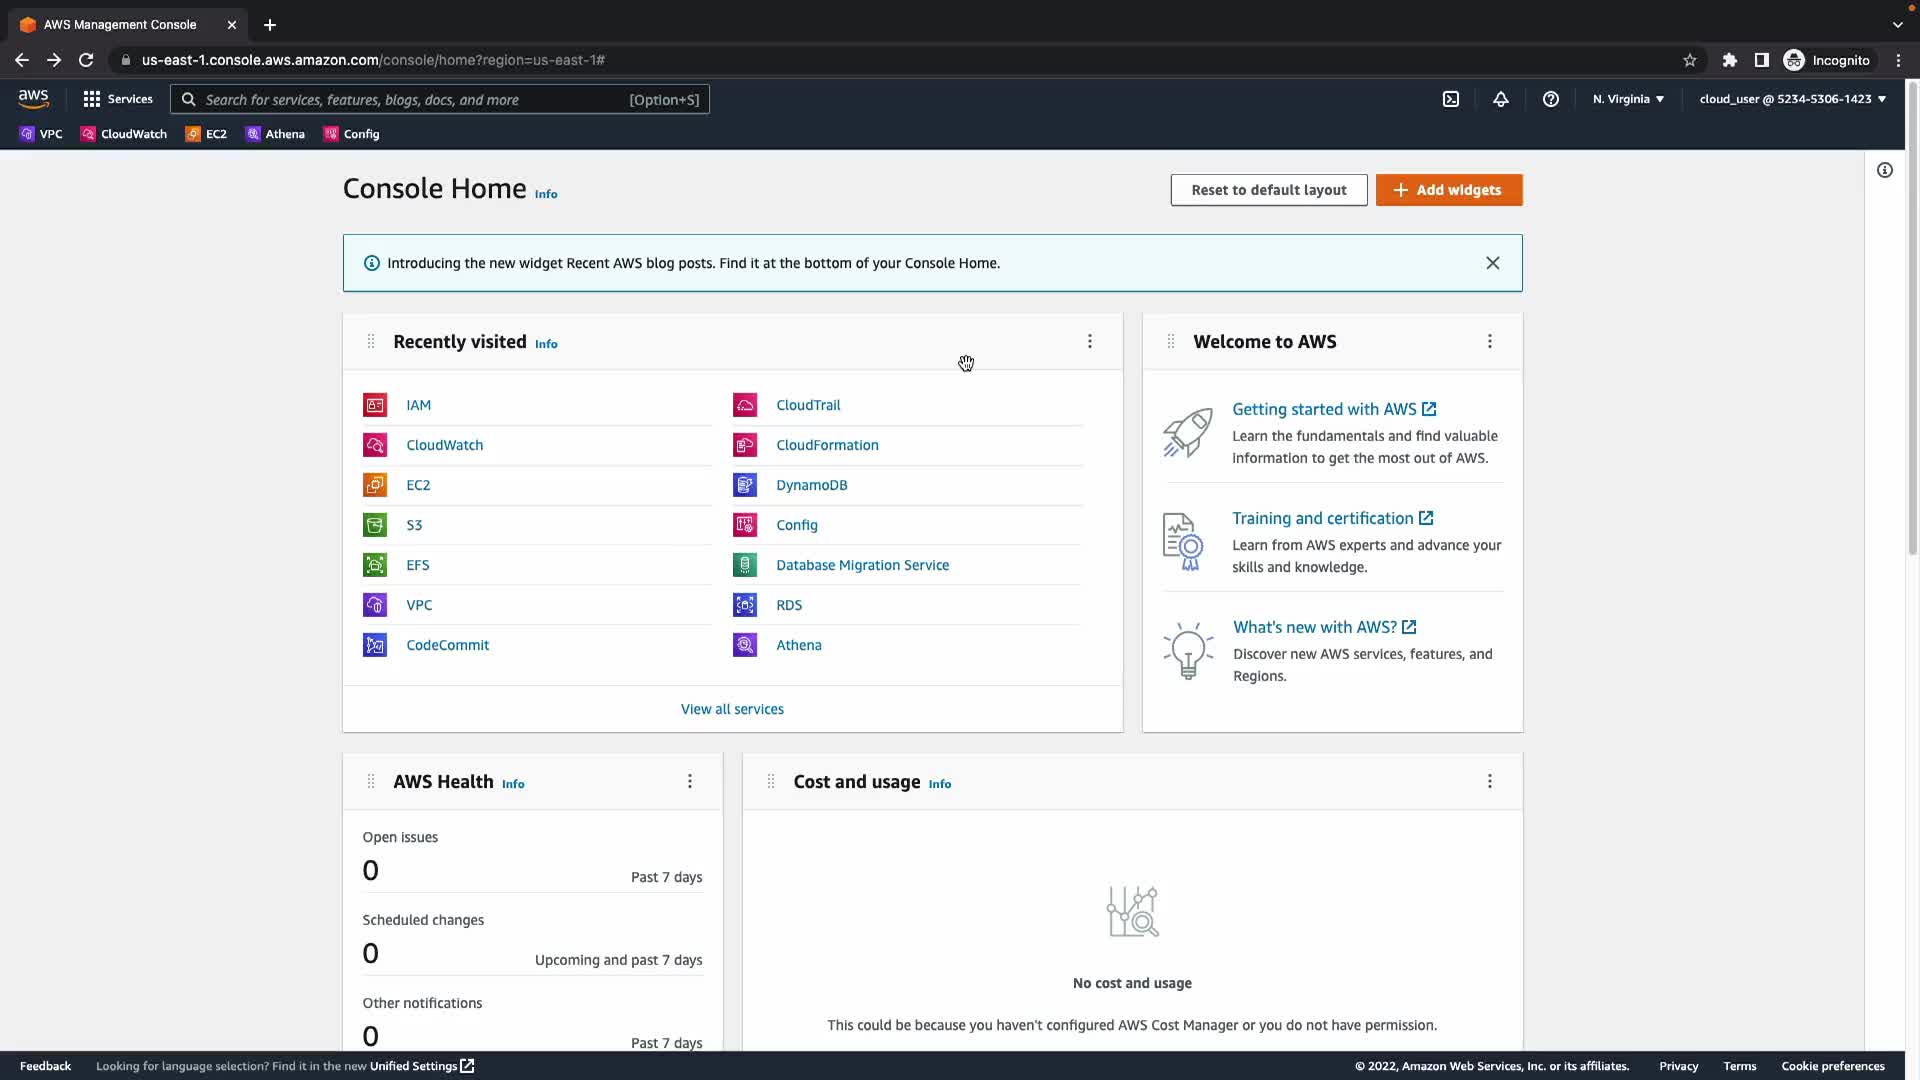 AWS Management Console
us-east-1.console.aws.amazon.com/console/home?region=us-east-1#
Incognito
aws
Services
Search for services, features, blogs, docs, and more
[Option+S]
N. Virginia
cloud_user @ 5234-5306-1423
VPC
CloudWatch
EC2
Athena
Config
Console Home
Info
Reset to default layout
Add widgets
Introducing the new widget Recent AWS blog posts. Find it at the bottom of your Console Home.
Recently visited
Info
IAM
CloudWatch
EC2
S3
EFS
VPC
CodeCommit
CloudTrail
CloudFormation
DynamoDB
Config
Database Migration Service
RDS
Athena
View all services
Welcome to AWS
Getting started with AWS
Learn the fundamentals and find valuable
information to get the most out of AWS.
Training and certification
Learn from AWS experts and advance your
skills and knowledge.
What's new with AWS?
Discover new AWS services, features, and
Regions.
AWS Health
Info
Open issues
0
Past 7 days
Scheduled changes
0
Upcoming and past 7 days
Other notifications
0
Past 7 days
Cost and usage
Info
No cost and usage
This could be because you haven't configured AWS Cost Manager or you do not have permission.
Feedback
Looking for language selection? Find it in the new Unified Settings
© 2022, Amazon Web Services, Inc. or its affiliates.
Privacy
Terms
Cookie preferences